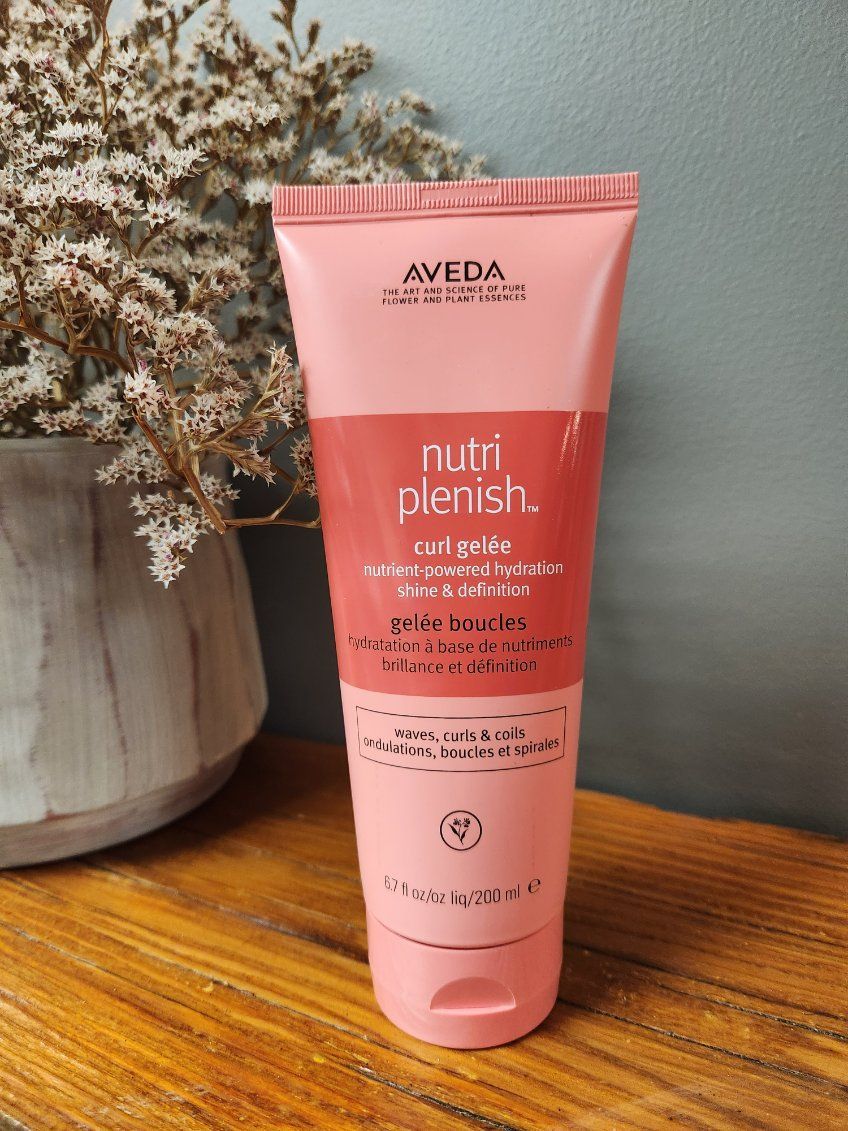 AVEDA
THE ART AND SCIENCE OF PURE
FLOWER AND PLANT ESSENCES
nutri
plenish™
curl gelée
nutrient-powered hydration
shine & definition
gelée boucles
hydratation à base de nutriments
brillance et définition
waves, curls & coils
ondulations, boucles et spirales
6.7 fl oz/oz liq/200 ml ℮